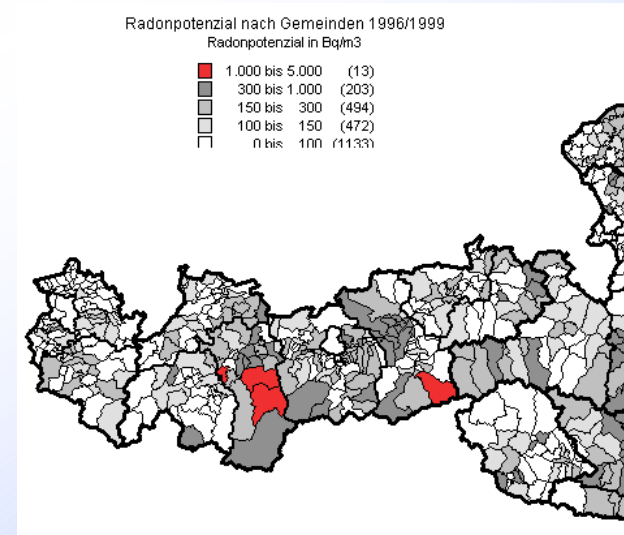 Radonpotenzial nach Gemeinden 1996/1999
Radonpotenzial in Bq/m3
1.000 bis 5.000 (13)
300 bis 1.000 (203)
150 bis 300 (494)
100 bis 150 (472)
0 bis 100 (1133)